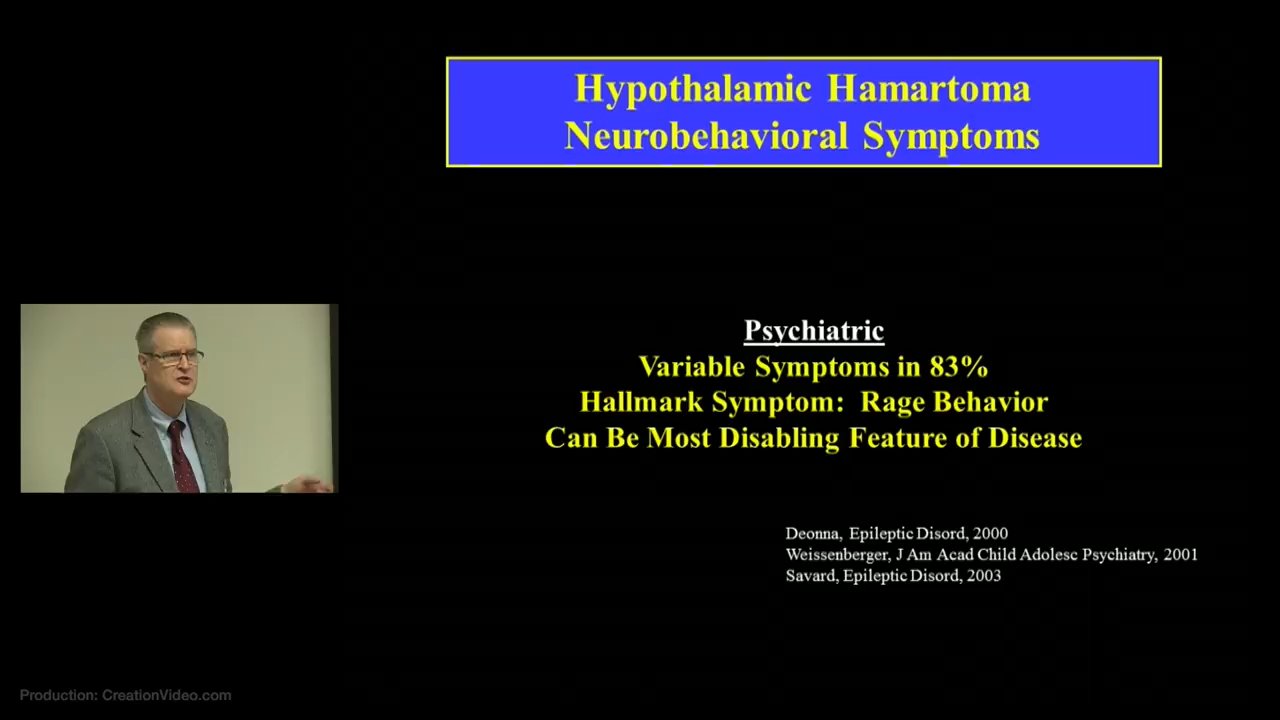 Hypothalamic Hamartoma
Neurobehavioral Symptoms
Psychiatric
Variable Symptoms in 83%
Hallmark Symptom:  Rage Behavior
Can Be Most Disabling Feature of Disease
Deonna, Epileptic Disord, 2000
Weissenberger, J Am Acad Child Adolesc Psychiatry, 2001
Savard, Epileptic Disord, 2003
Production: CreationVideo.com